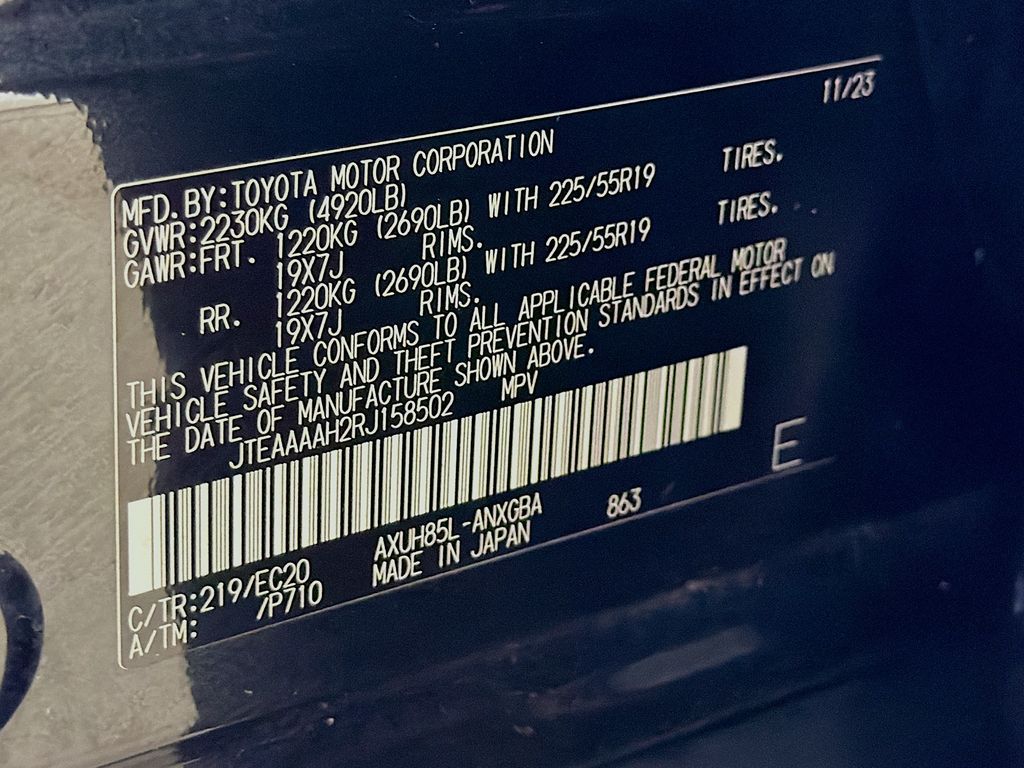 11/23
MFD.BY:TOYOTA MOTOR CORPORATION
GVWR:2230KG (4920LB)
GAWR:FRT. 1220KG (2690LB) WITH 225/55R19 TIRES.
19X7J RIMS.
RR. 1220KG (2690LB) WITH 225/55R19 TIRES.
19X7J RIMS.
THIS VEHICLE CONFORMS TO ALL APPLICABLE FEDERAL MOTOR
VEHICLE SAFETY AND THEFT PREVENTION STANDARDS IN EFFECT ON
THE DATE OF MANUFACTURE SHOWN ABOVE.
JTEAAAAH2RJ158502 MPV
E
C/TR:219/EC20 AXUH85L-ANXGBA 863
A/TM: /P710 MADE IN JAPAN